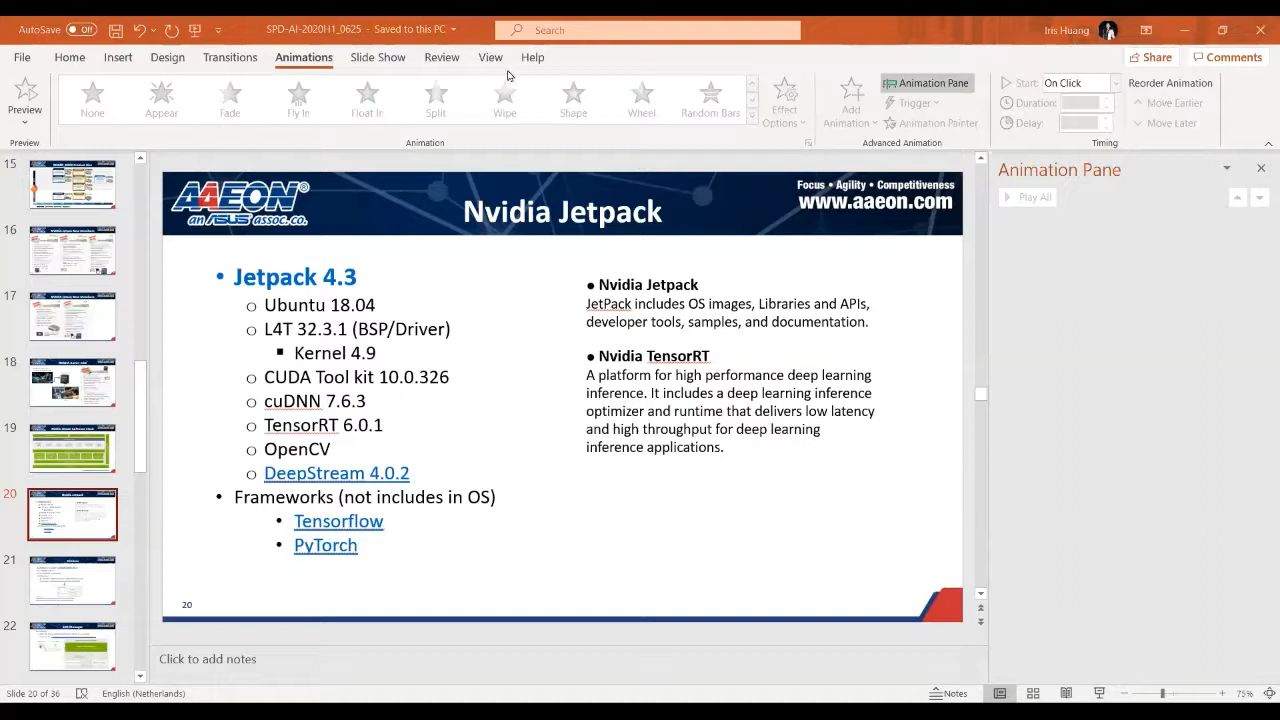 AutoSave Off
SPD-AI-2020H1_0625 - Saved to this PC
Search
Iris Huang
File Home Insert Design Transitions Animations Slide Show Review View Help
Share Comments
Preview
None Appear Fade Fly In Float In Split Wipe Shape Wheel Random Bars
Effect Options
Add Animation
Animation Pane
Trigger
Animation Painter
Start: On Click
Duration:
Delay:
Reorder Animation
Move Earlier
Move Later
Preview
Animation
Advanced Animation
Timing
15
16
17
18
19
20
21
22
AAEON®
an ASUS assoc.co.
Nvidia Jetpack
Focus • Agility • Competitiveness
www.aaeon.com
• Jetpack 4.3
Ubuntu 18.04
o L4T 32.3.1 (BSP/Driver)
▪ Kernel 4.9
o CUDA Tool kit 10.0.326
o cuDNN 7.6.3
o TensorRT 6.0.1
o OpenCV
o DeepStream 4.0.2
• Frameworks (not includes in OS)
• Tensorflow
• PyTorch
● Nvidia Jetpack
JetPack includes OS images, Libraries and APIs,
developer tools, samples, and documentation.
● Nvidia TensorRT
A platform for high performance deep learning
inference. It includes a deep learning inference
optimizer and runtime that delivers low latency
and high throughput for deep learning
inference applications.
20
Animation Pane
Play All
Click to add notes
Slide 20 of 36
English (Netherlands)
Notes
75%